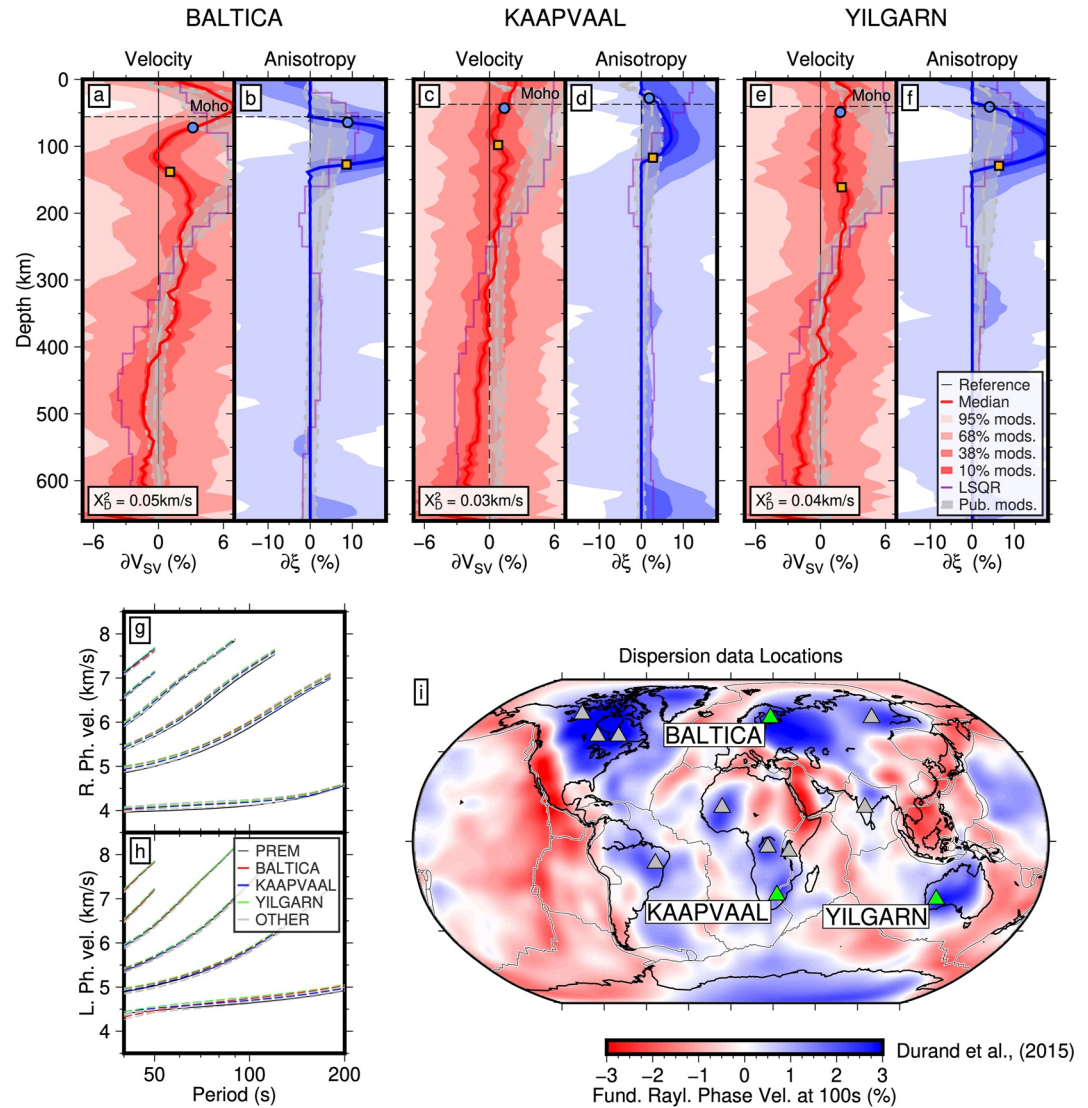 BALTICA KAAPVAAL YILGARN
Velocity Anisotropy Velocity Anisotropy Velocity Anisotropy
a b c d e f
Moho Moho Moho
0
100
200
300
400
500
600
Depth (km)
Reference
Median
95% mods.
68% mods.
38% mods.
10% mods.
LSQR
Pub. mods.
X²D = 0.05km/s X²D = 0.03km/s X²D = 0.04km/s
−6 0 6 −10 0 10 −6 0 6 −10 0 10 −6 0 6 −10 0 10
∂VSV (%) ∂ξ (%) ∂VSV (%) ∂ξ (%) ∂VSV (%) ∂ξ (%)
g
8
7
6
5
4
R. Ph. vel. (km/s)
h
8
7
6
5
4
L. Ph. vel. (km/s)
PREM
BALTICA
KAAPVAAL
YILGARN
OTHER
50 100 200
Period (s)
Dispersion data Locations
i
BALTICA
KAAPVAAL YILGARN
Durand et al., (2015)
−3 −2 −1 0 1 2 3
Fund. Rayl. Phase Vel. at 100s (%)